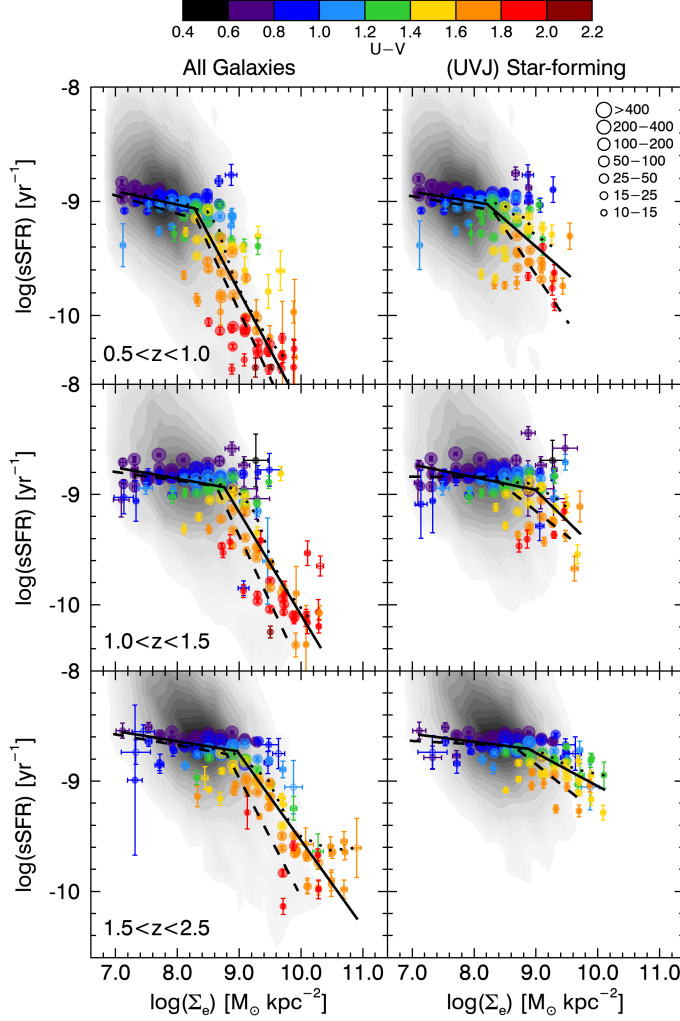 0.4 0.6 0.8 1.0 1.2 1.4 1.6 1.8 2.0 2.2
U−V
All Galaxies (UVJ) Star-forming
-8
>400
200−400
100−200
50−100
25−50
15−25
10−15
-9
log(sSFR) [yr⁻¹]
-10
0.5<z<1.0
-8
-9
log(sSFR) [yr⁻¹]
-10
1.0<z<1.5
-8
-9
log(sSFR) [yr⁻¹]
-10
1.5<z<2.5
7.0 8.0 9.0 10.0 11.0 7.0 8.0 9.0 10.0 11.0
log(Σₑ) [M⊙ kpc⁻²] log(Σₑ) [M⊙ kpc⁻²]